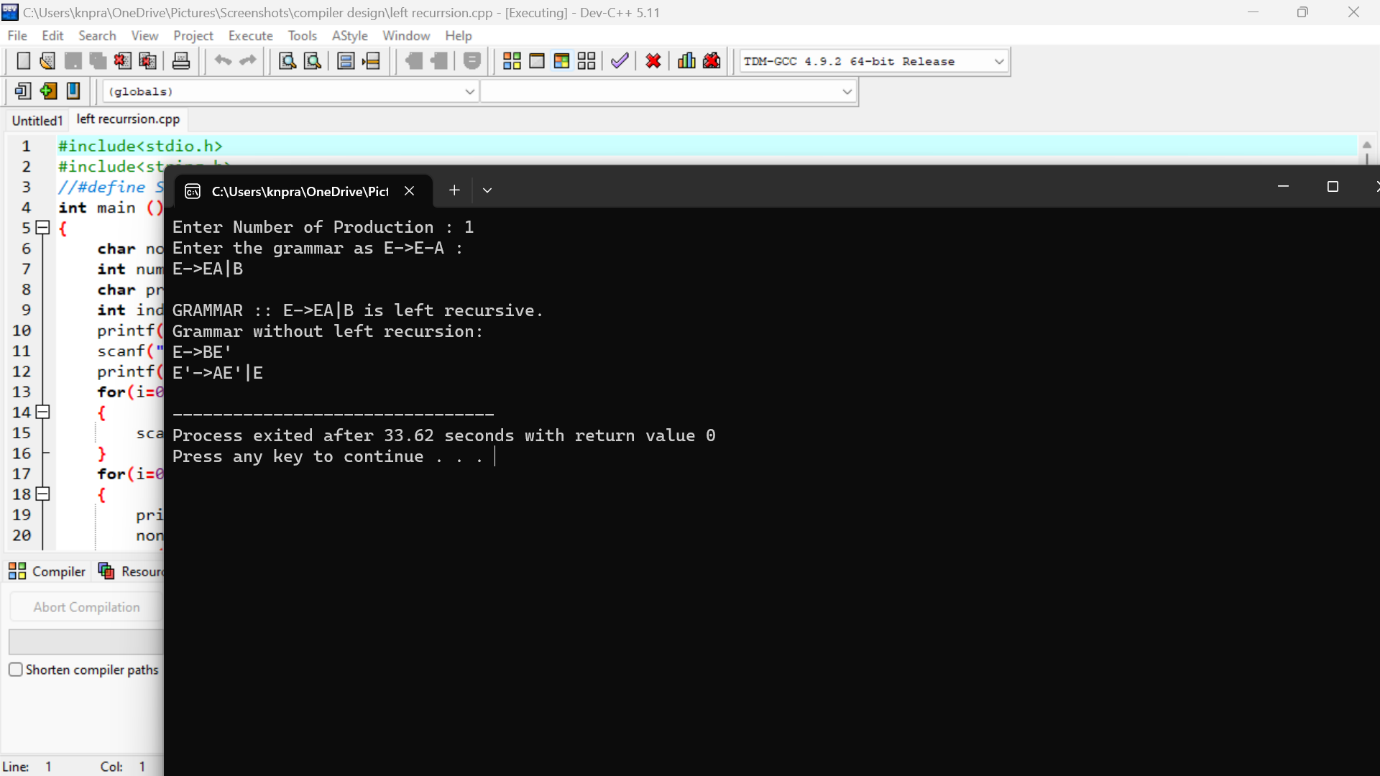 C:\Users\knpra\OneDrive\Pictures\Screenshots\compiler design\left recurrsion.cpp - [Executing] - Dev-C++ 5.11
File Edit Search View Project Execute Tools AStyle Window Help
TDM-GCC 4.9.2 64-bit Release
(globals)
Untitled1 left recurrsion.cpp
1 #include<stdio.h>
2
3 //#define
4 int main ()
5 {
6 char
7 int
8 char
9 int
10 printf(
11 scanf("
12 printf(
13 for(i=
14 {
15
16 }
17 for(i=
18 {
19
20
C:\Users\knpra\OneDrive\Pict
Enter Number of Production : 1
Enter the grammar as E->E-A :
E->EA|B
GRAMMAR :: E->EA|B is left recursive.
Grammar without left recursion:
E->BE'
E'->AE'|E
--------------------------------
Process exited after 33.62 seconds with return value 0
Press any key to continue . . .
Compiler
Abort Compilation
Shorten compiler paths
Line: 1 Col: 1